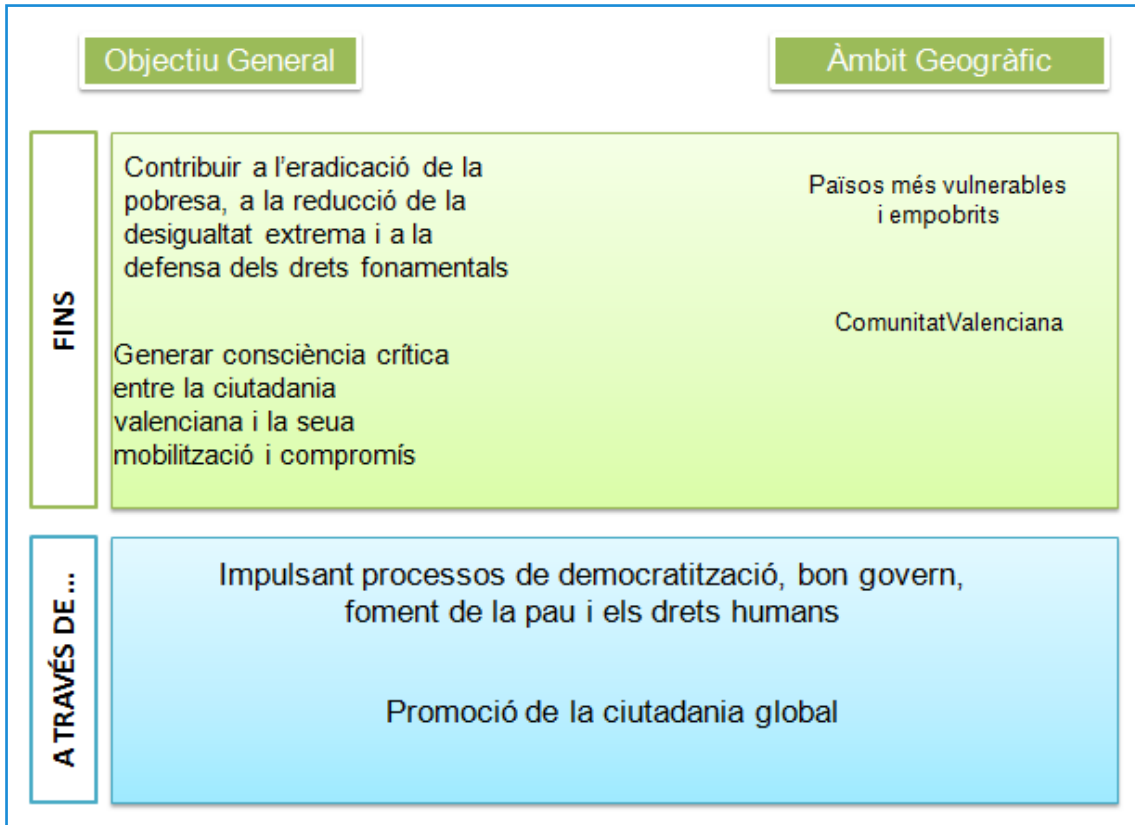 Objectiu General
Àmbit Geogràfic
FINS
Contribuir a l’eradicació de la
pobresa, a la reducció de la
desigualtat extrema i a la
defensa dels drets fonamentals
Països més vulnerables
i empobrits
Generar consciència crítica
entre la ciutadania
valenciana i la seua
mobilització i compromís
ComunitatValenciana
A TRAVÉS DE...
Impulsant processos de democratització, bon govern,
foment de la pau i els drets humans
Promoció de la ciutadania global